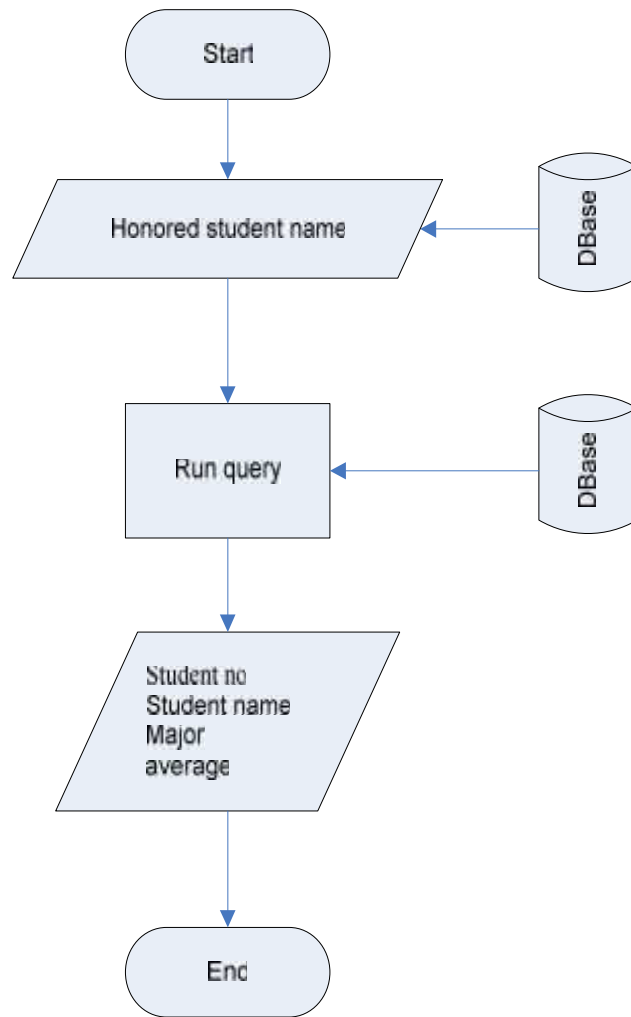 Start
Honored student name
DBase
Run query
DBase
Student no
Student name
Major
average
End